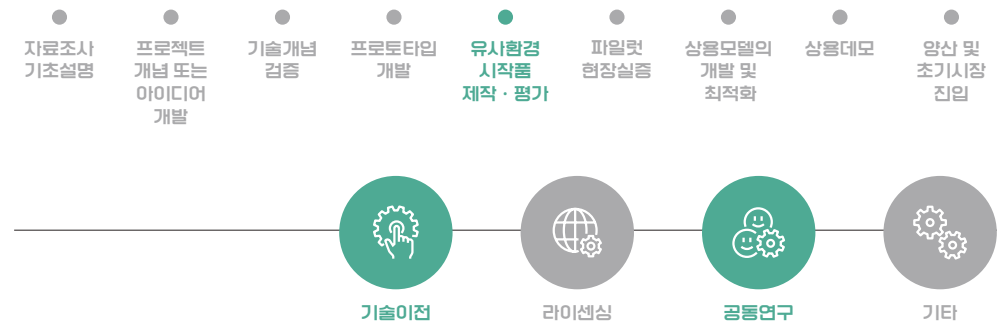 자료조사
기초설명
프로젝트
개념 또는
아이디어
개발
기술개념
검증
프로토타입
개발
유사환경
시작품
제작 · 평가
파일럿
현장실증
상용모델의
개발 및
최적화
상용데모
양산 및
초기시장
진입
기술이전
라이센싱
공동연구
기타